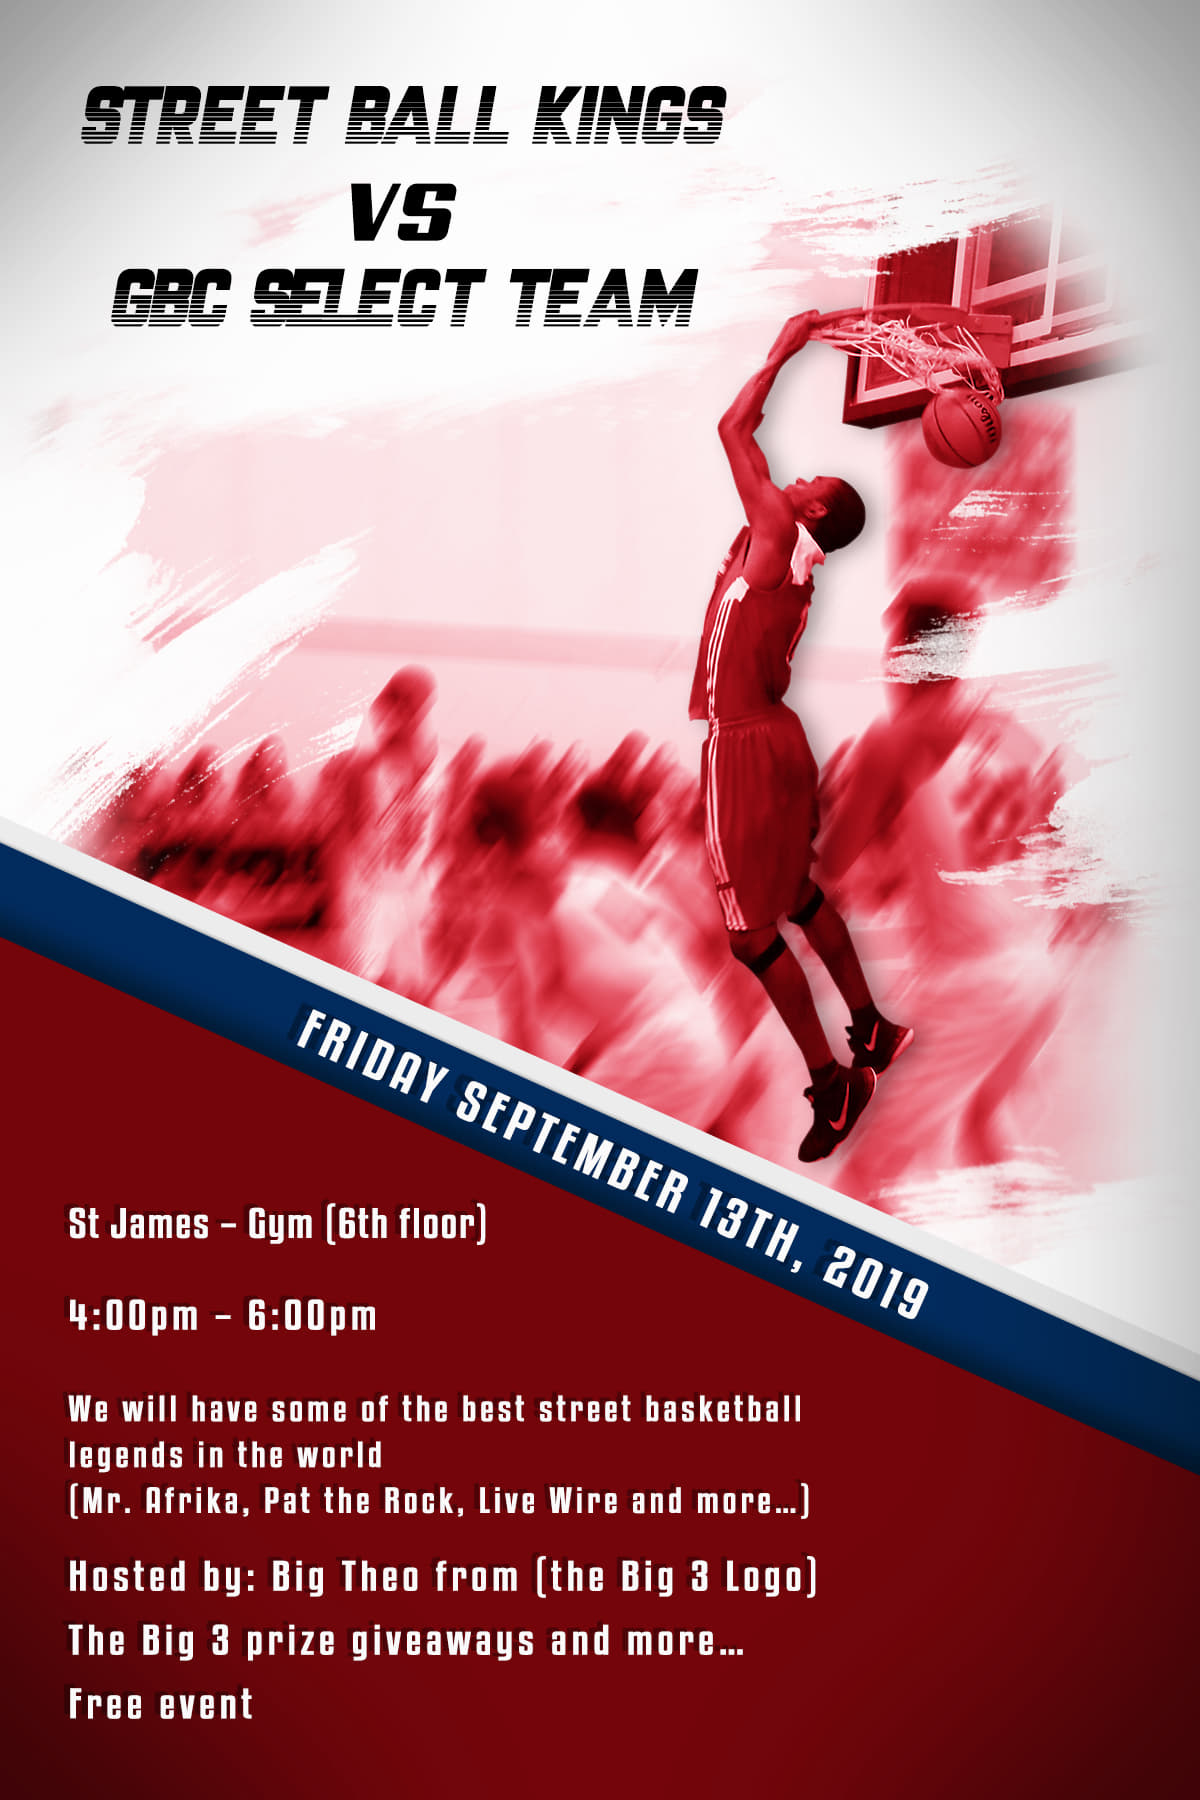 STREET BALL KINGS
VS
GBC SELECT TEAM
Wilson
FRIDAY SEPTEMBER 13TH, 2019
St James – Gym (6th floor)
4:00pm – 6:00pm
We will have some of the best street basketball
legends in the world
(Mr. Afrika, Pat the Rock, Live Wire and more...)
Hosted by: Big Theo from (the Big 3 Logo)
The Big 3 prize giveaways and more...
Free event